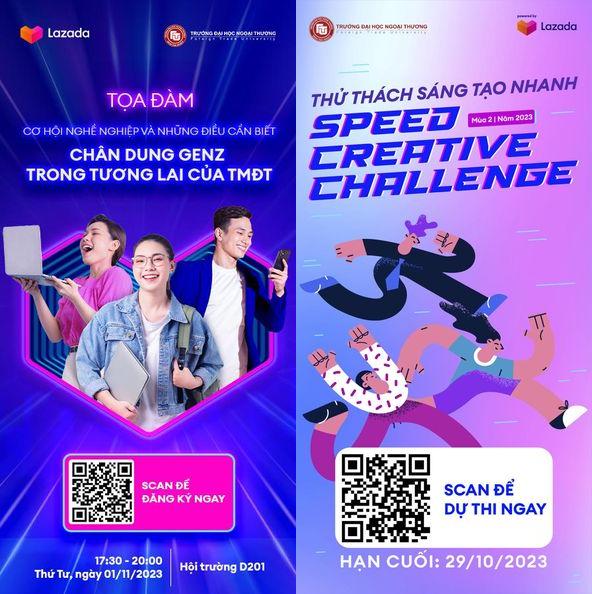 Lazada
TRƯỜNG ĐẠI HỌC NGOẠI THƯƠNG
Foreign Trade University
TỌA ĐÀM
CƠ HỘI NGHỀ NGHIỆP VÀ NHỮNG ĐIỀU CẦN BIẾT
CHÂN DUNG GENZ
TRONG TƯƠNG LAI CỦA TMĐT
SCAN ĐỂ
ĐĂNG KÝ NGAY
17:30 - 20:00
Thứ Tư, ngày 01/11/2023
Hội trường D201
TRƯỜNG ĐẠI HỌC NGOẠI THƯƠNG
Foreign Trade University
powered by
Lazada
THỬ THÁCH SÁNG TẠO NHANH
SPEED
Mùa 2 | Năm 2023
CREATIVE
CHALLENGE
SCAN ĐỂ
DỰ THI NGAY
HẠN CUỐI: 29/10/2023